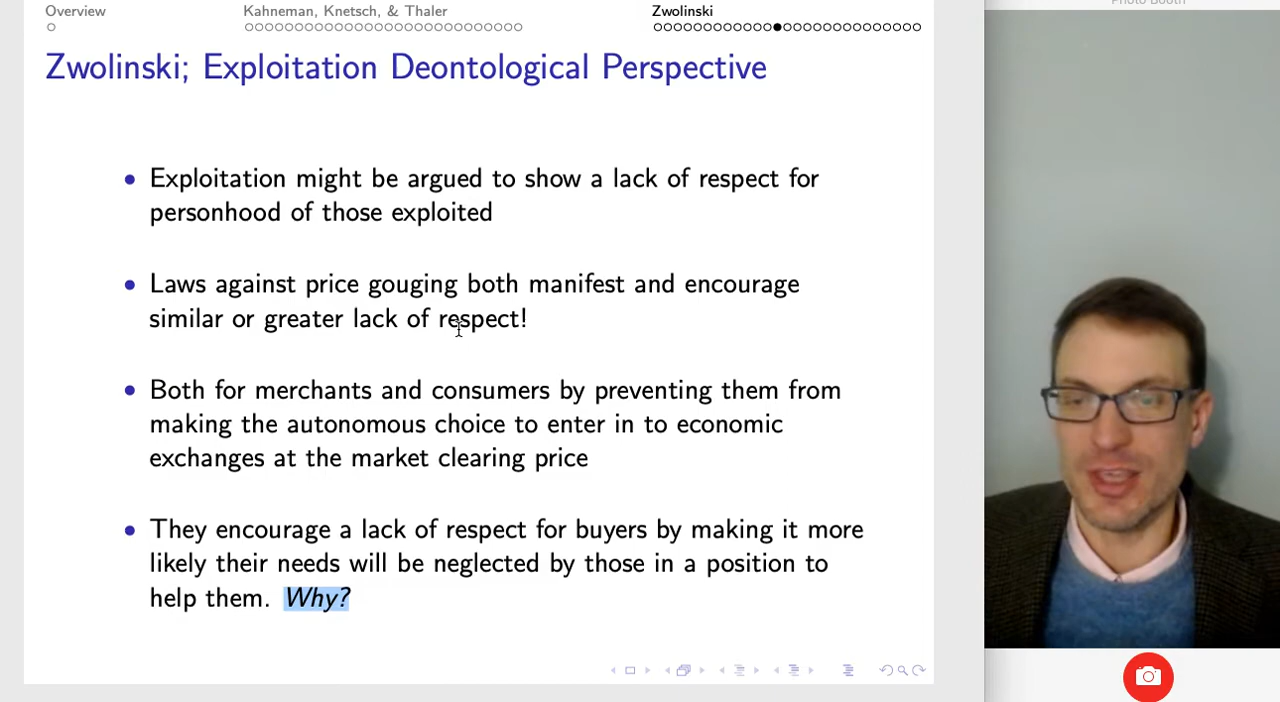 Overview
Kahneman, Knetsch, & Thaler
Zwolinski
Photo Booth
Zwolinski; Exploitation Deontological Perspective
Exploitation might be argued to show a lack of respect for
personhood of those exploited
Laws against price gouging both manifest and encourage
similar or greater lack of respect!
Both for merchants and consumers by preventing them from
making the autonomous choice to enter in to economic
exchanges at the market clearing price
They encourage a lack of respect for buyers by making it more
likely their needs will be neglected by those in a position to
help them. Why?